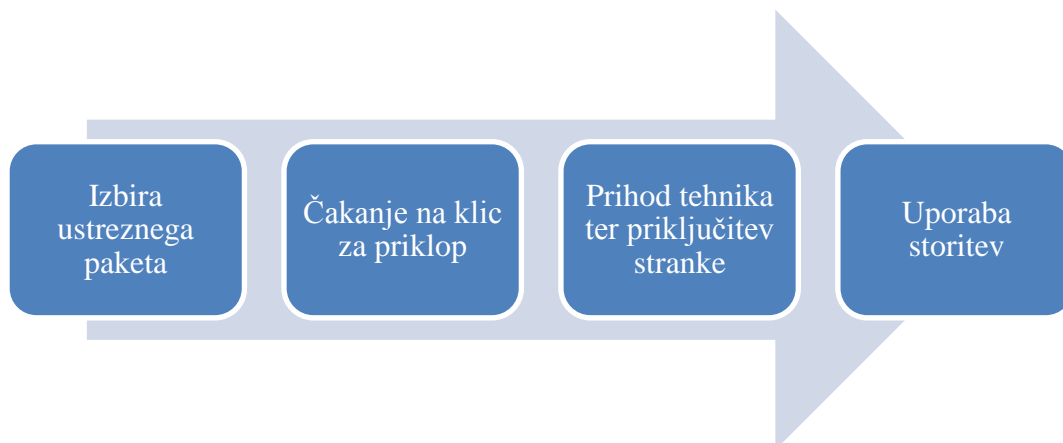 Izbira
ustreznega
paketa
Čakanje na klic
za priklop
Prihod tehnika
ter priključitev
stranke
Uporaba
storitev